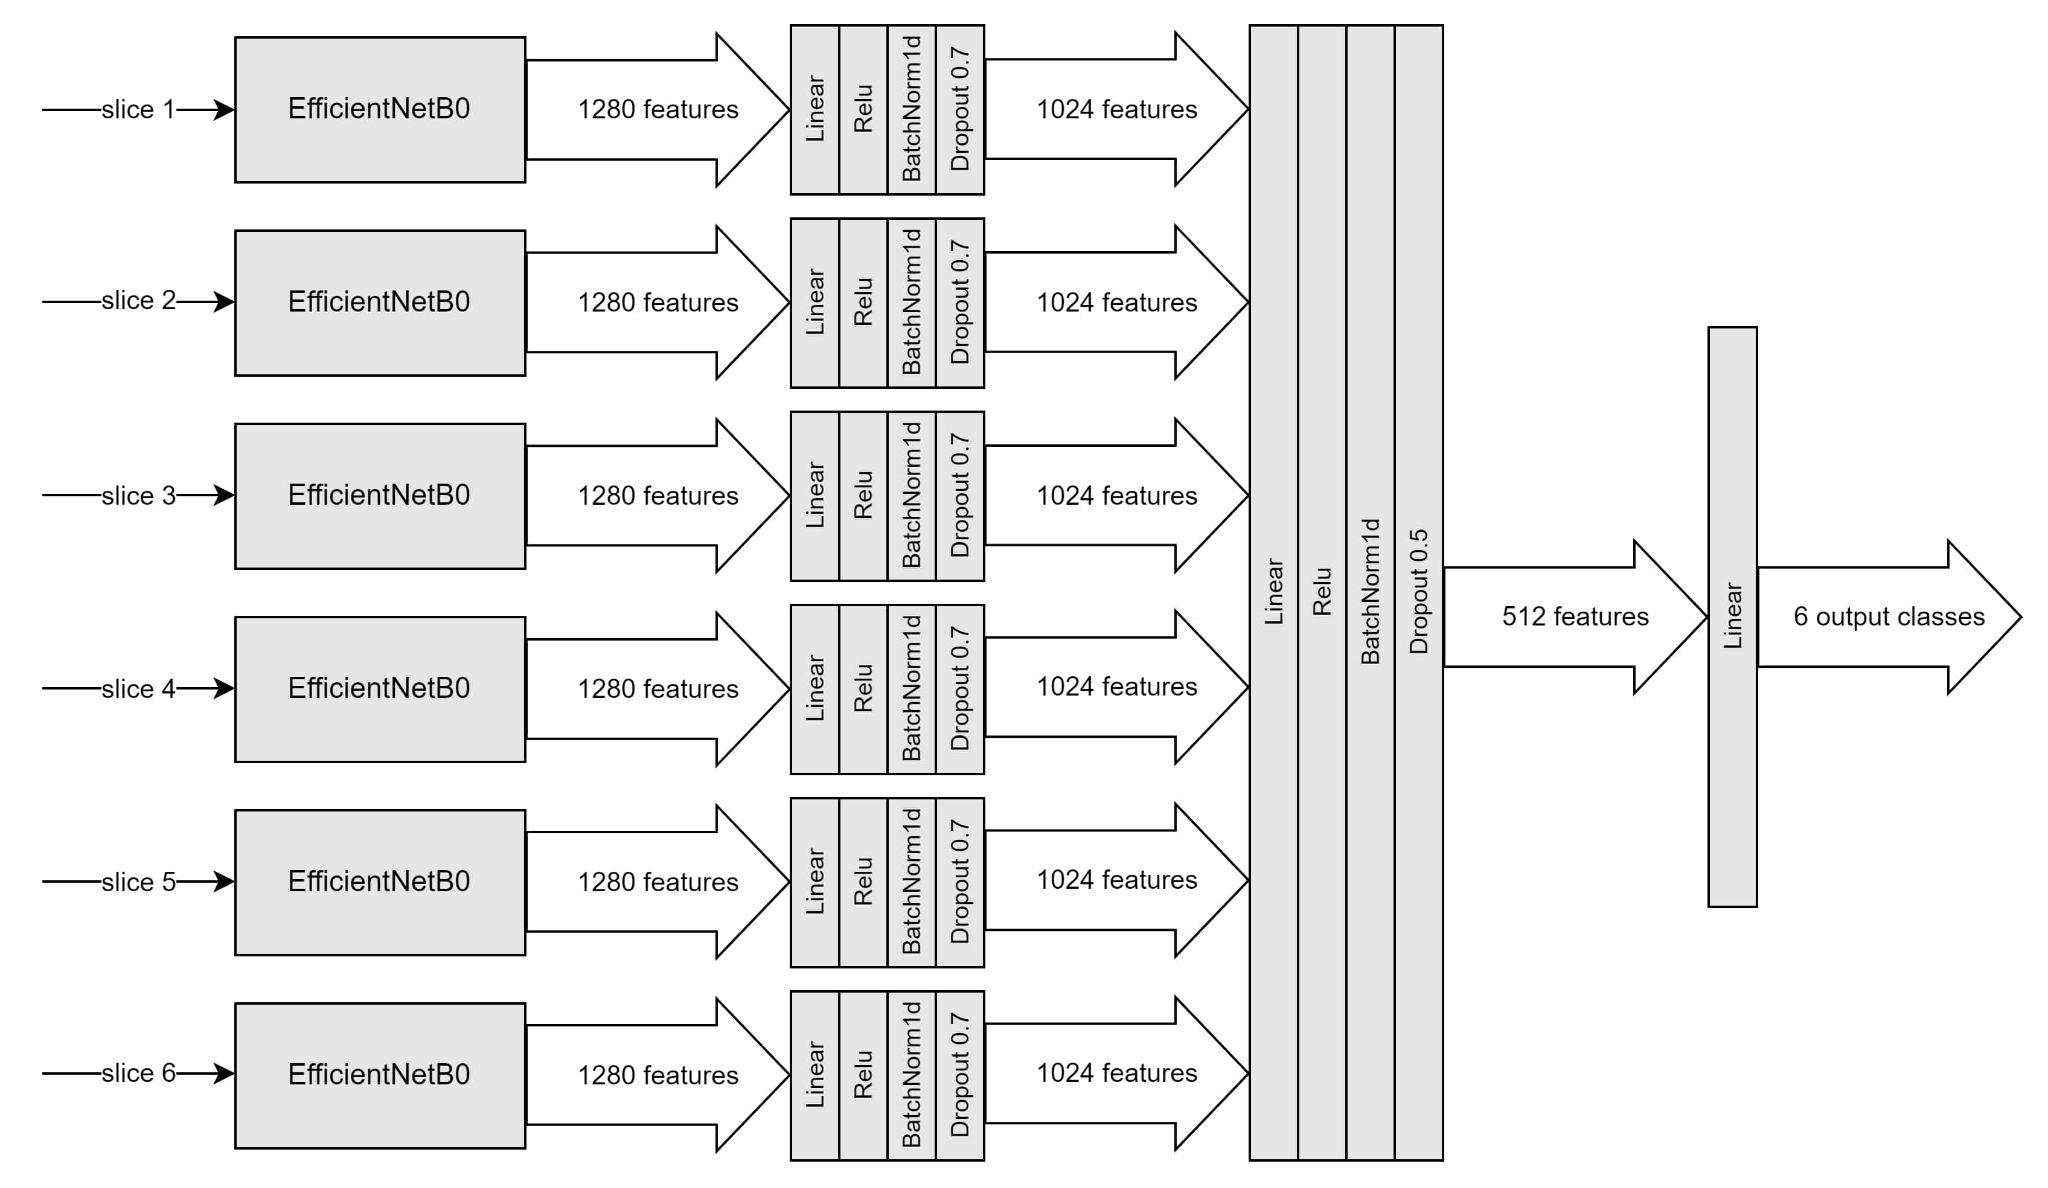 slice 1
EfficientNetB0
1280 features
Linear
Relu
BatchNorm1d
Dropout 0.7
1024 features
slice 2
EfficientNetB0
1280 features
Linear
Relu
BatchNorm1d
Dropout 0.7
1024 features
slice 3
EfficientNetB0
1280 features
Linear
Relu
BatchNorm1d
Dropout 0.7
1024 features
slice 4
EfficientNetB0
1280 features
Linear
Relu
BatchNorm1d
Dropout 0.7
1024 features
slice 5
EfficientNetB0
1280 features
Linear
Relu
BatchNorm1d
Dropout 0.7
1024 features
slice 6
EfficientNetB0
1280 features
Linear
Relu
BatchNorm1d
Dropout 0.7
1024 features
Linear
Relu
BatchNorm1d
Dropout 0.5
512 features
Linear
6 output classes